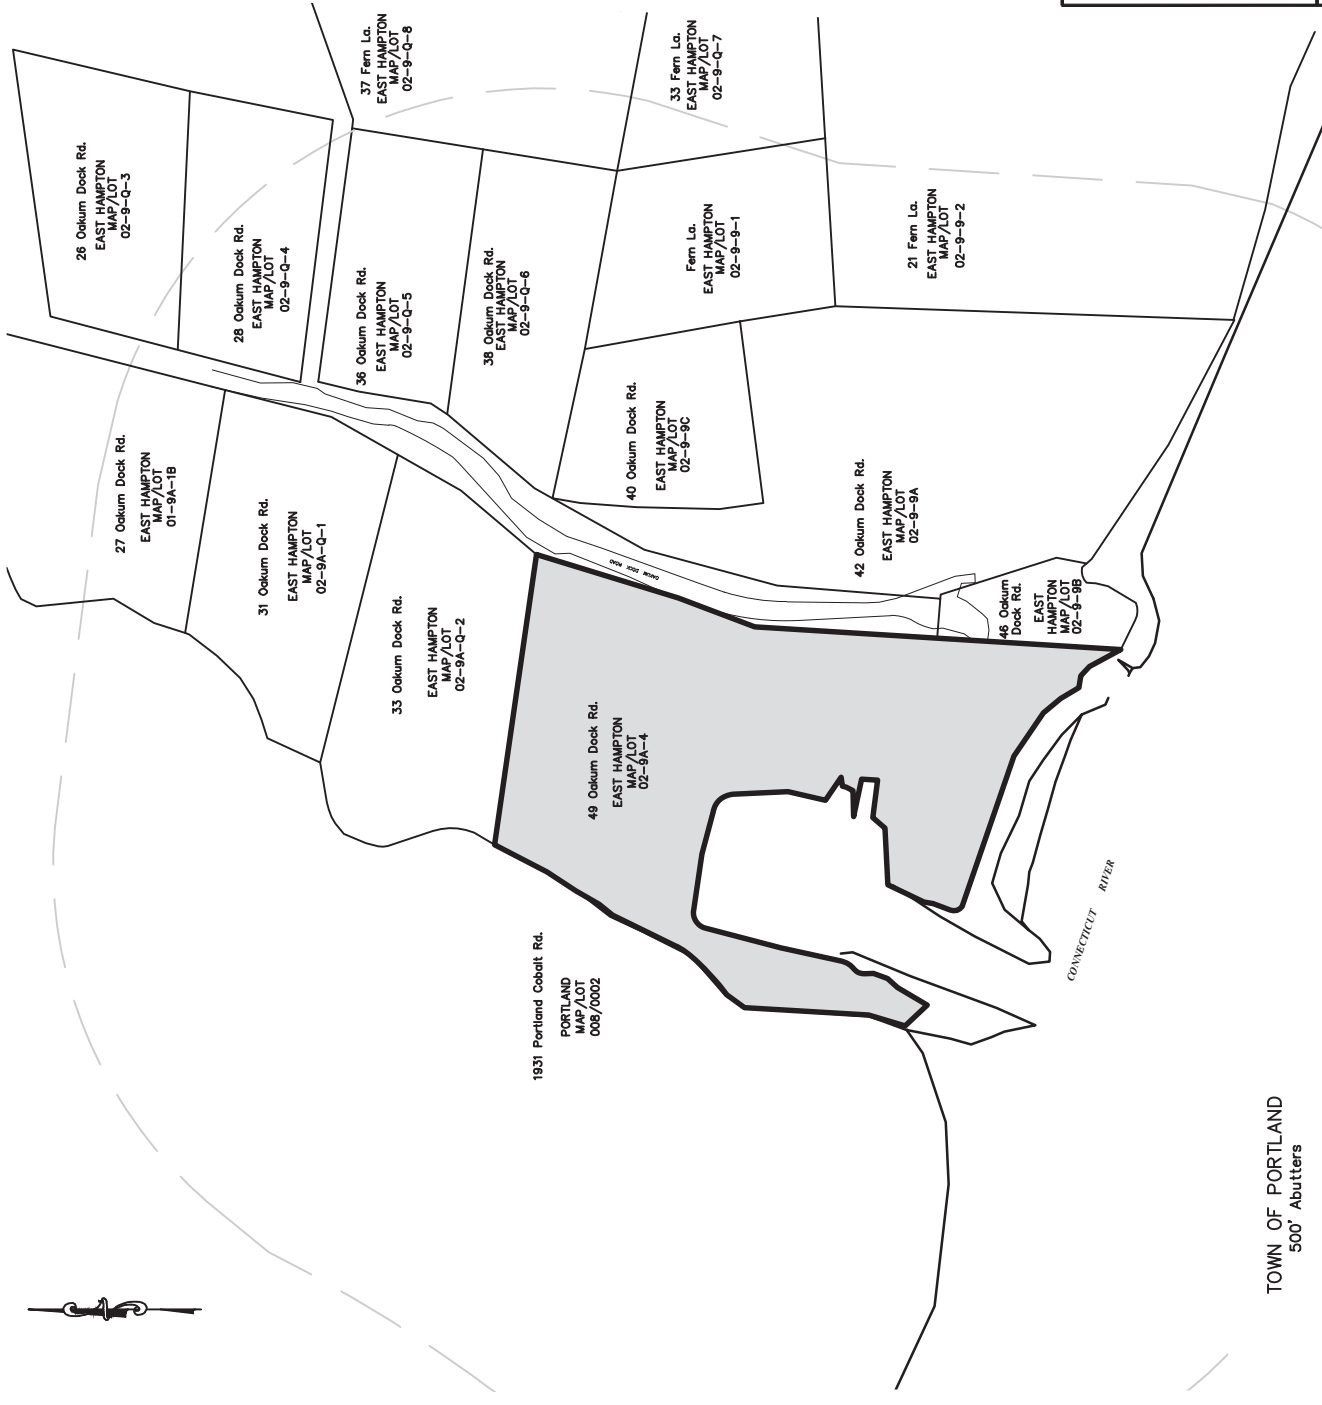 26 Oakum Dock Rd.
EAST HAMPTON
MAP/LOT
02-9-Q-3
28 Oakum Dock Rd.
EAST HAMPTON
MAP/LOT
02-9-Q-4
37 Fern La.
EAST HAMPTON
MAP/LOT
02-9-Q-8
33 Fern La.
EAST HAMPTON
MAP/LOT
02-9-Q-7
36 Oakum Dock Rd.
EAST HAMPTON
MAP/LOT
02-9-Q-5
38 Oakum Dock Rd.
EAST HAMPTON
MAP/LOT
02-9-Q-6
Fern La.
EAST HAMPTON
MAP/LOT
02-9-9-1
21 Fern La.
EAST HAMPTON
MAP/LOT
02-9-9-2
27 Oakum Dock Rd.
EAST HAMPTON
MAP/LOT
01-9A-1B
31 Oakum Dock Rd.
EAST HAMPTON
MAP/LOT
02-9A-Q-1
33 Oakum Dock Rd.
EAST HAMPTON
MAP/LOT
02-9A-Q-2
40 Oakum Dock Rd.
EAST HAMPTON
MAP/LOT
02-9-9C
42 Oakum Dock Rd.
EAST HAMPTON
MAP/LOT
02-9-9A
OAKUM DOCK ROAD
46 Oakum
Dock Rd.
EAST
HAMPTON
MAP/LOT
02-9-9B
49 Oakum Dock Rd.
EAST HAMPTON
MAP/LOT
02-9A-4
1931 Portland Cobalt Rd.
PORTLAND
MAP/LOT
008/0002
CONNECTICUT RIVER
TOWN OF PORTLAND
500' Abutters